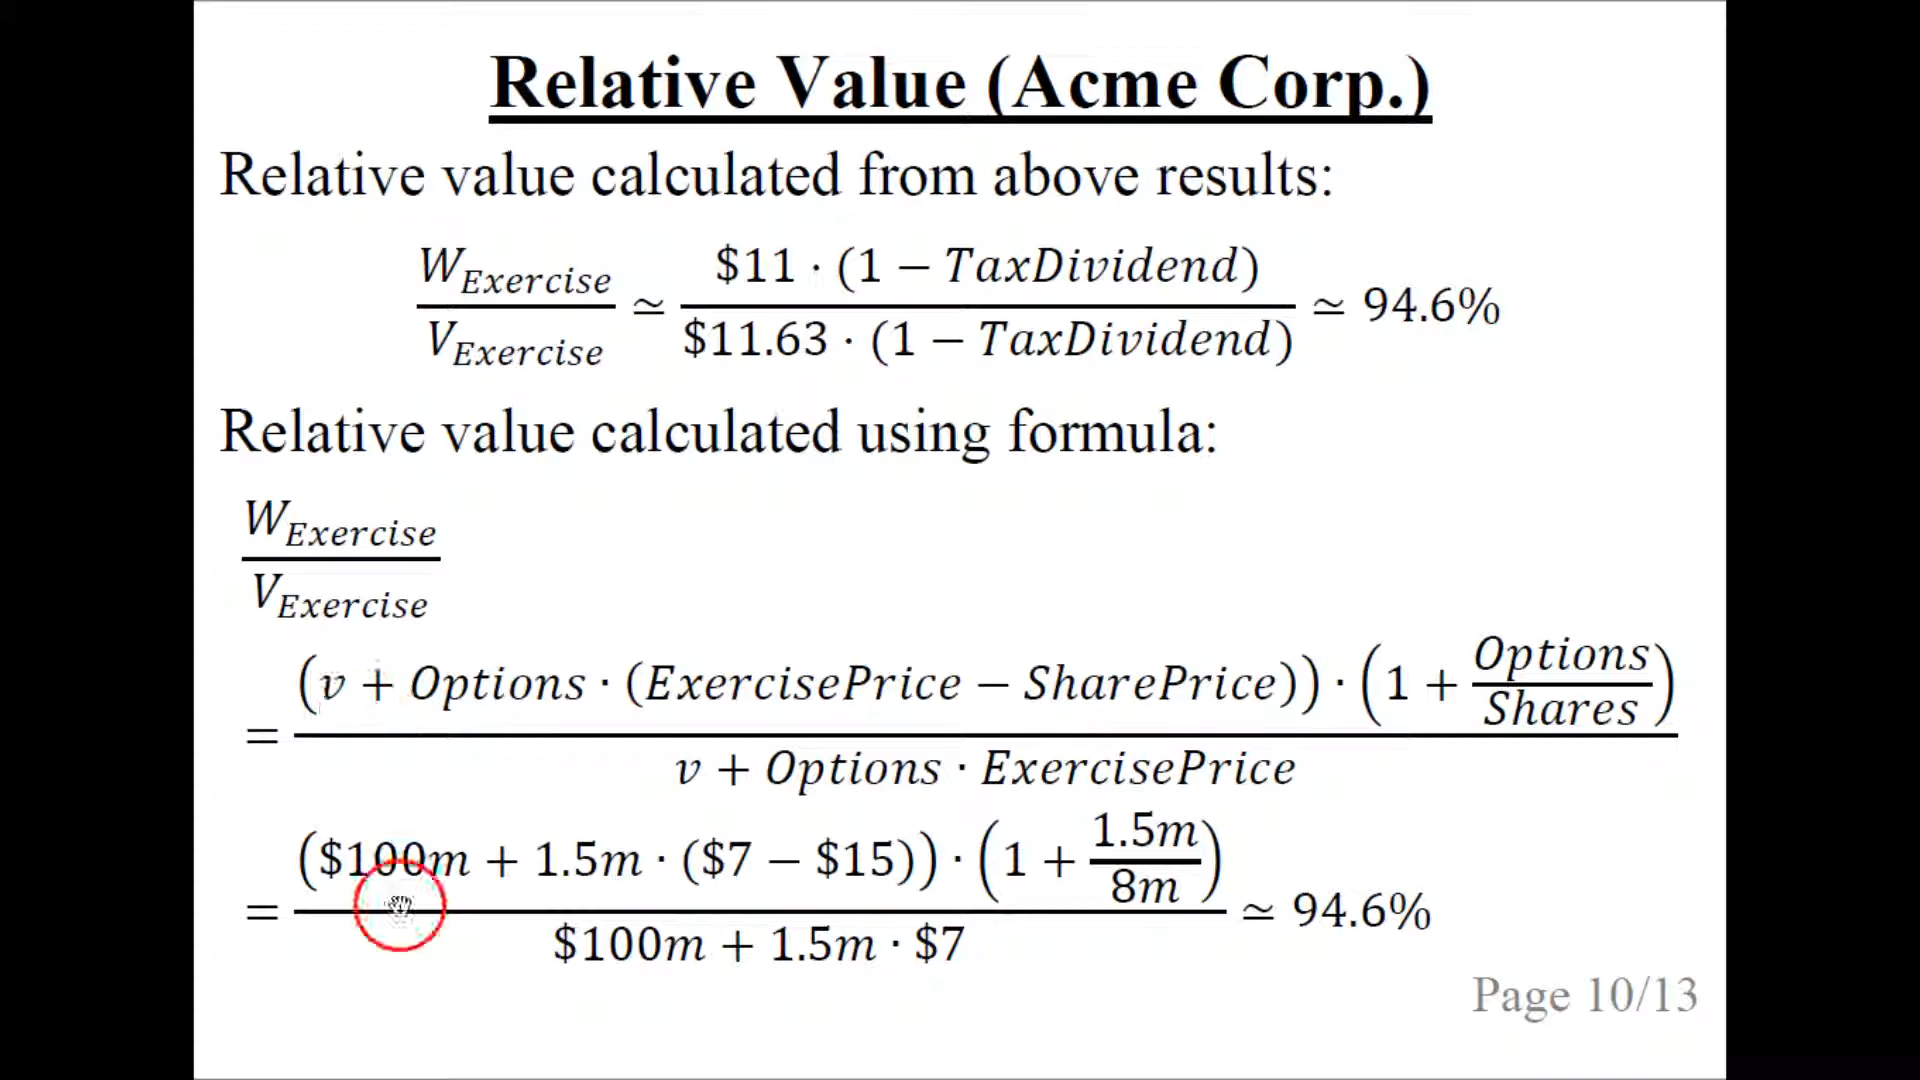 Relative Value (Acme Corp.)
Relative value calculated from above results:
W_Exercise / V_Exercise ≃ $11 · (1 − TaxDividend) / $11.63 · (1 − TaxDividend) ≃ 94.6%
Relative value calculated using formula:
W_Exercise / V_Exercise
= (v + Options · (ExercisePrice − SharePrice)) · (1 + Options / Shares) / v + Options · ExercisePrice
= ($100m + 1.5m · ($7 − $15)) · (1 + 1.5m / 8m) / $100m + 1.5m · $7 ≃ 94.6%
Page 10/13